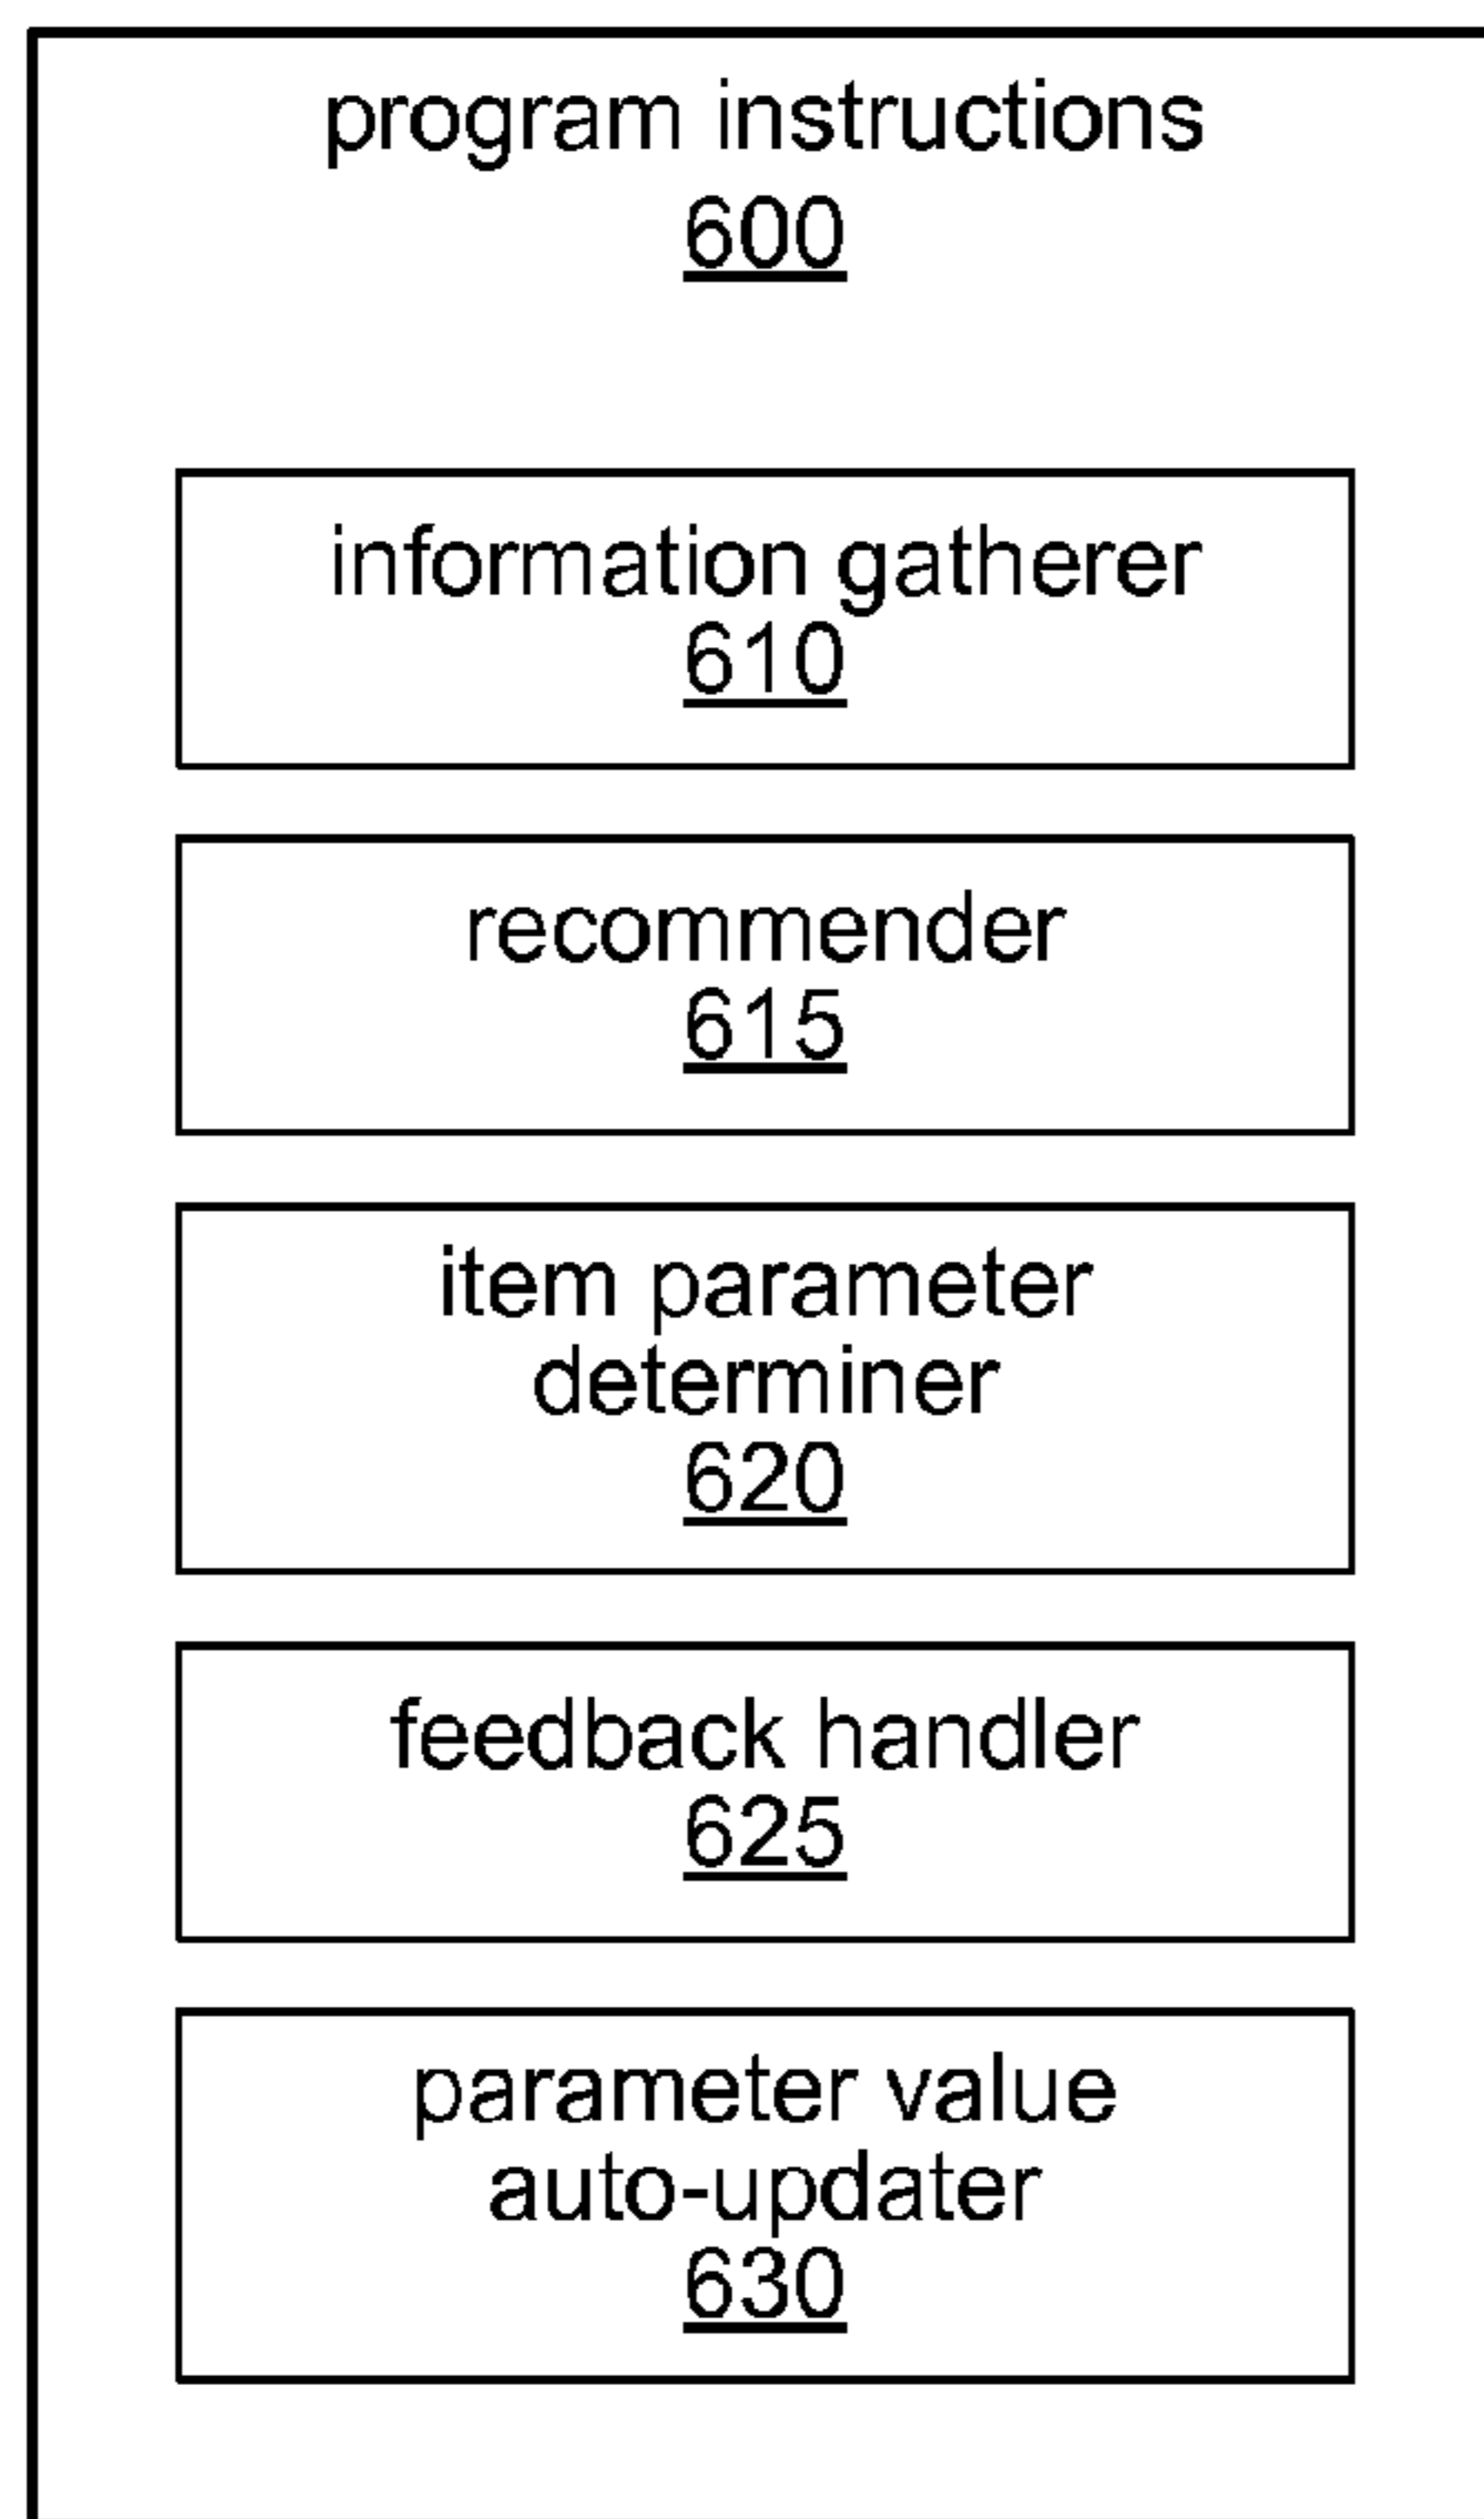 program instructions
600
information gatherer
610
recommender
615
item parameter
determiner
620
feedback handler
625
parameter value
auto-updater
630